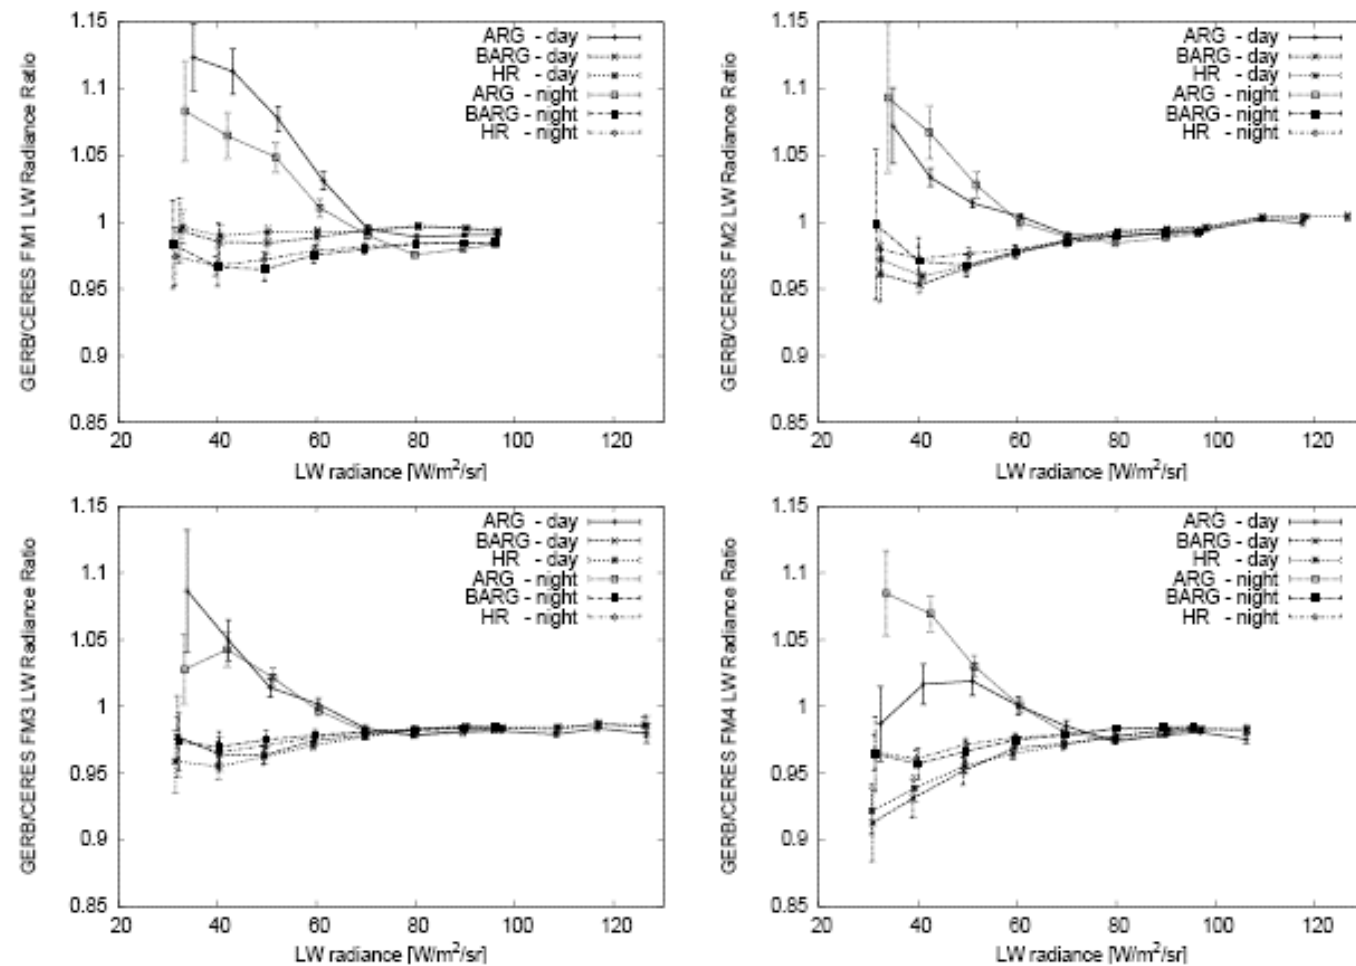 GERB/CERES FM1 LW Radiance Ratio
1.15
1.1
1.05
1
0.95
0.9
0.85
ARG - day
BARG - day
HR - day
ARG - night
BARG - night
HR - night
20 40 60 80 100 120
LW radiance [W/m²/sr]
GERB/CERES FM2 LW Radiance Ratio
1.15
1.1
1.05
1
0.95
0.9
0.85
ARG - day
BARG - day
HR - day
ARG - night
BARG - night
HR - night
20 40 60 80 100 120
LW radiance [W/m²/sr]
GERB/CERES FM3 LW Radiance Ratio
1.15
1.1
1.05
1
0.95
0.9
0.85
ARG - day
BARG - day
HR - day
ARG - night
BARG - night
HR - night
20 40 60 80 100 120
LW radiance [W/m²/sr]
GERB/CERES FM4 LW Radiance Ratio
1.15
1.1
1.05
1
0.95
0.9
0.85
ARG - day
BARG - day
HR - day
ARG - night
BARG - night
HR - night
20 40 60 80 100 120
LW radiance [W/m²/sr]